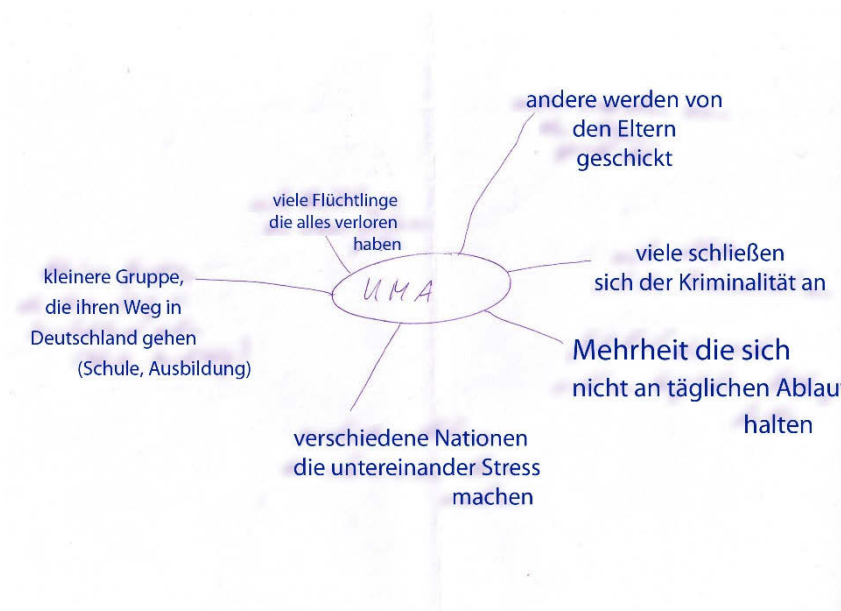 andere werden von
den Eltern
geschickt
viele Flüchtlinge
die alles verloren
haben
viele schließen
sich der Kriminalität an
kleinere Gruppe,
die ihren Weg in
Deutschland gehen
(Schule, Ausbildung)
UMA
Mehrheit die sich
nicht an täglichen Ablau
halten
verschiedene Nationen
die untereinander Stress
machen